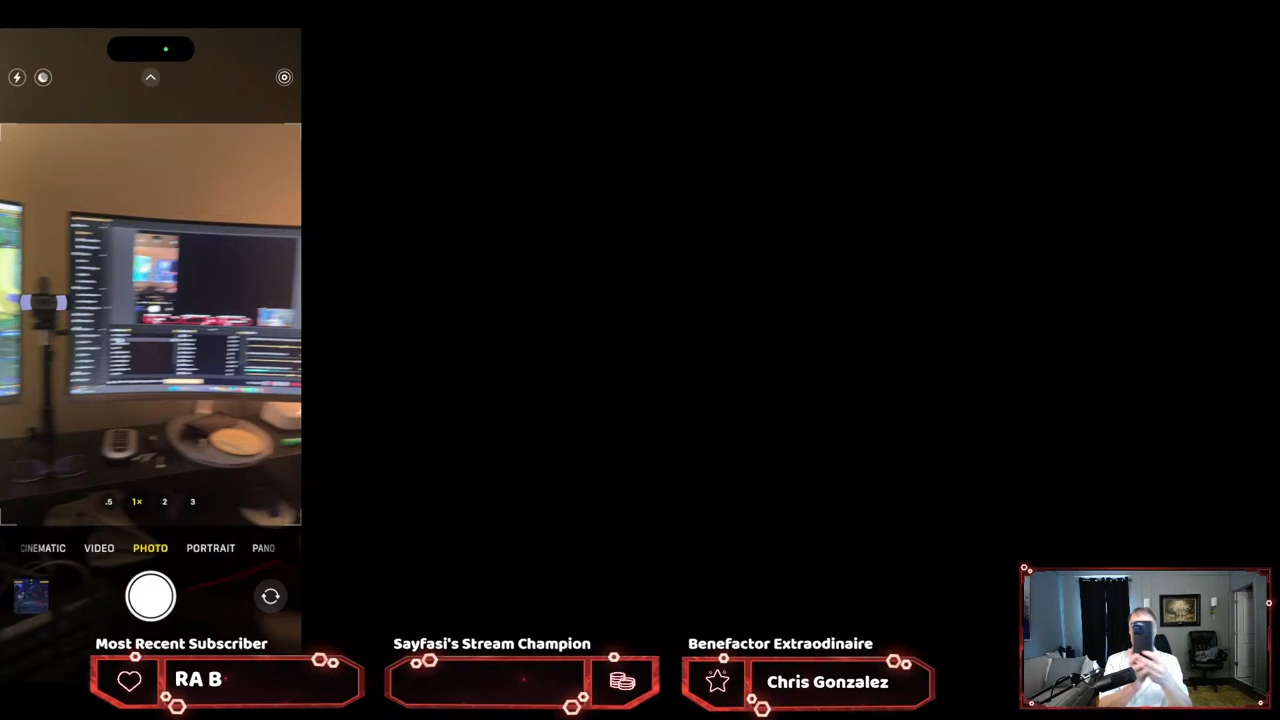 .5 1× 2 3
CINEMATIC VIDEO PHOTO PORTRAIT PANO
Most Recent Subscriber
RA B
Sayfasi's Stream Champion
Benefactor Extraodinaire
Chris Gonzalez